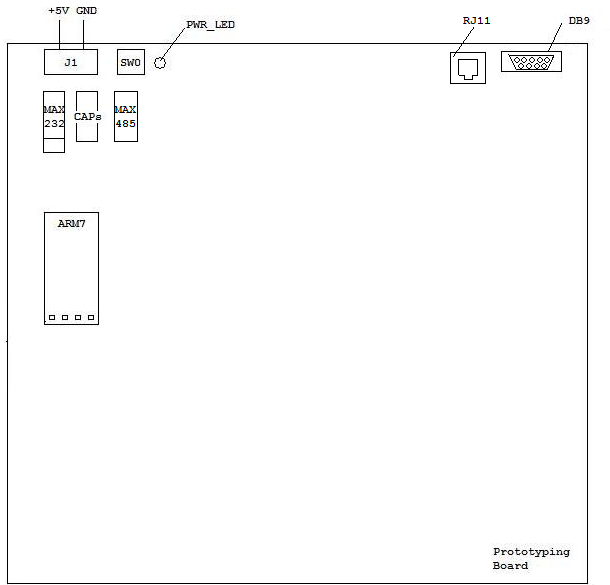 +5V GND
PWR_LED
RJ11
DB9
J1
SW0
MAX
232
CAPs
MAX
485
ARM7
Prototyping
Board